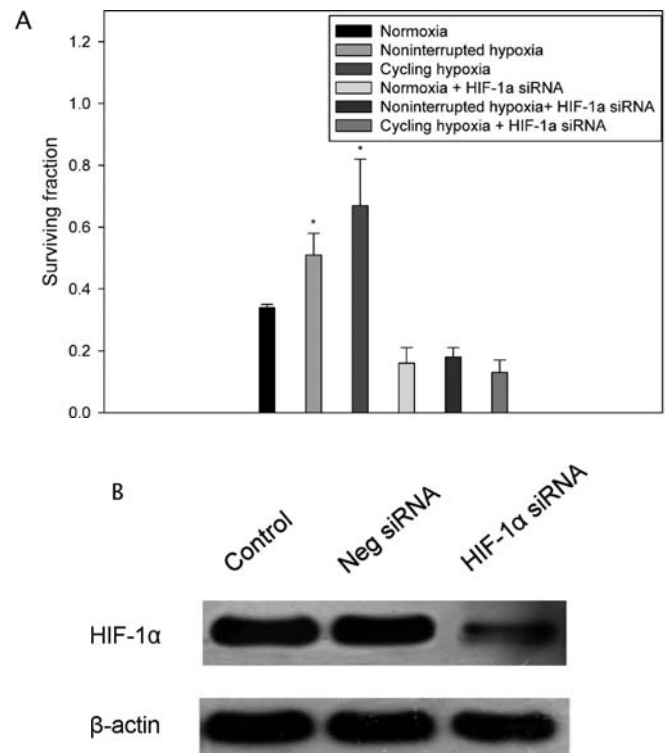 A
Normoxia
Noninterrupted hypoxia
Cycling hypoxia
Normoxia + HIF-1a siRNA
Noninterrupted hypoxia+ HIF-1a siRNA
Cycling hypoxia + HIF-1a siRNA
Surviving fraction
1.2
1.0
0.8
0.6
0.4
0.2
0.0
*
*
B
Control
Neg siRNA
HIF-1α siRNA
HIF-1α
β-actin